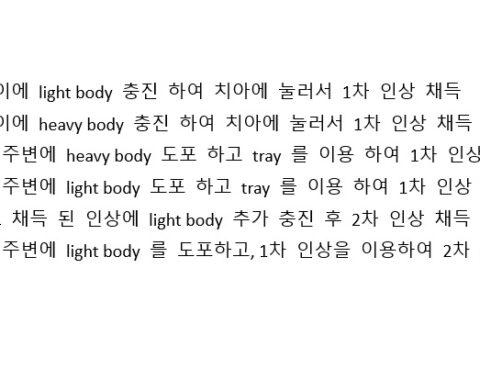 이에 light body 충진 하여 치아에 눌러서 1차 인상 채득
이에 heavy body 충진 하여 치아에 눌러서 1차 인상 채득
주변에 heavy body 도포 하고 tray 를 이용 하여 1차 인상
주변에 light body 도포 하고 tray 를 이용 하여 1차 인상
채득 된 인상에 light body 추가 충진 후 2차 인상 채득
주변에 light body 를 도포하고, 1차 인상을 이용하여 2차